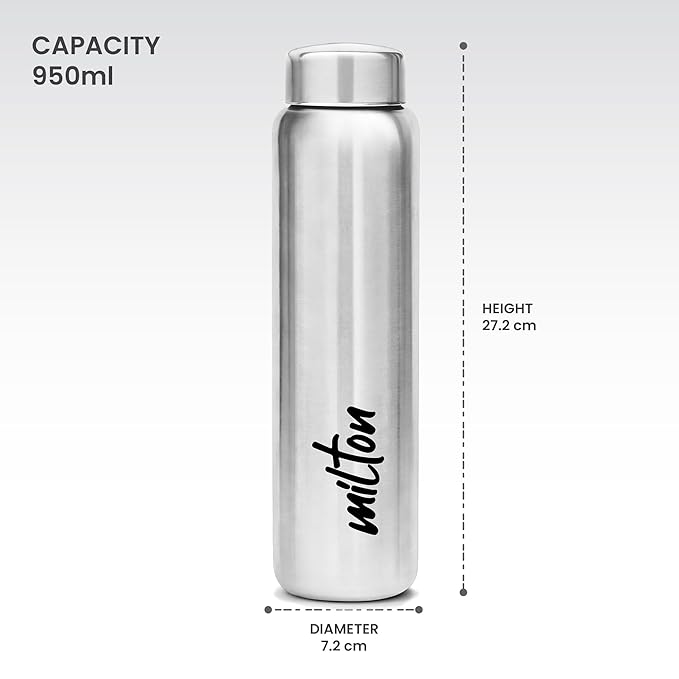 CAPACITY
950ml
HEIGHT
27.2 cm
milton
DIAMETER
7.2 cm